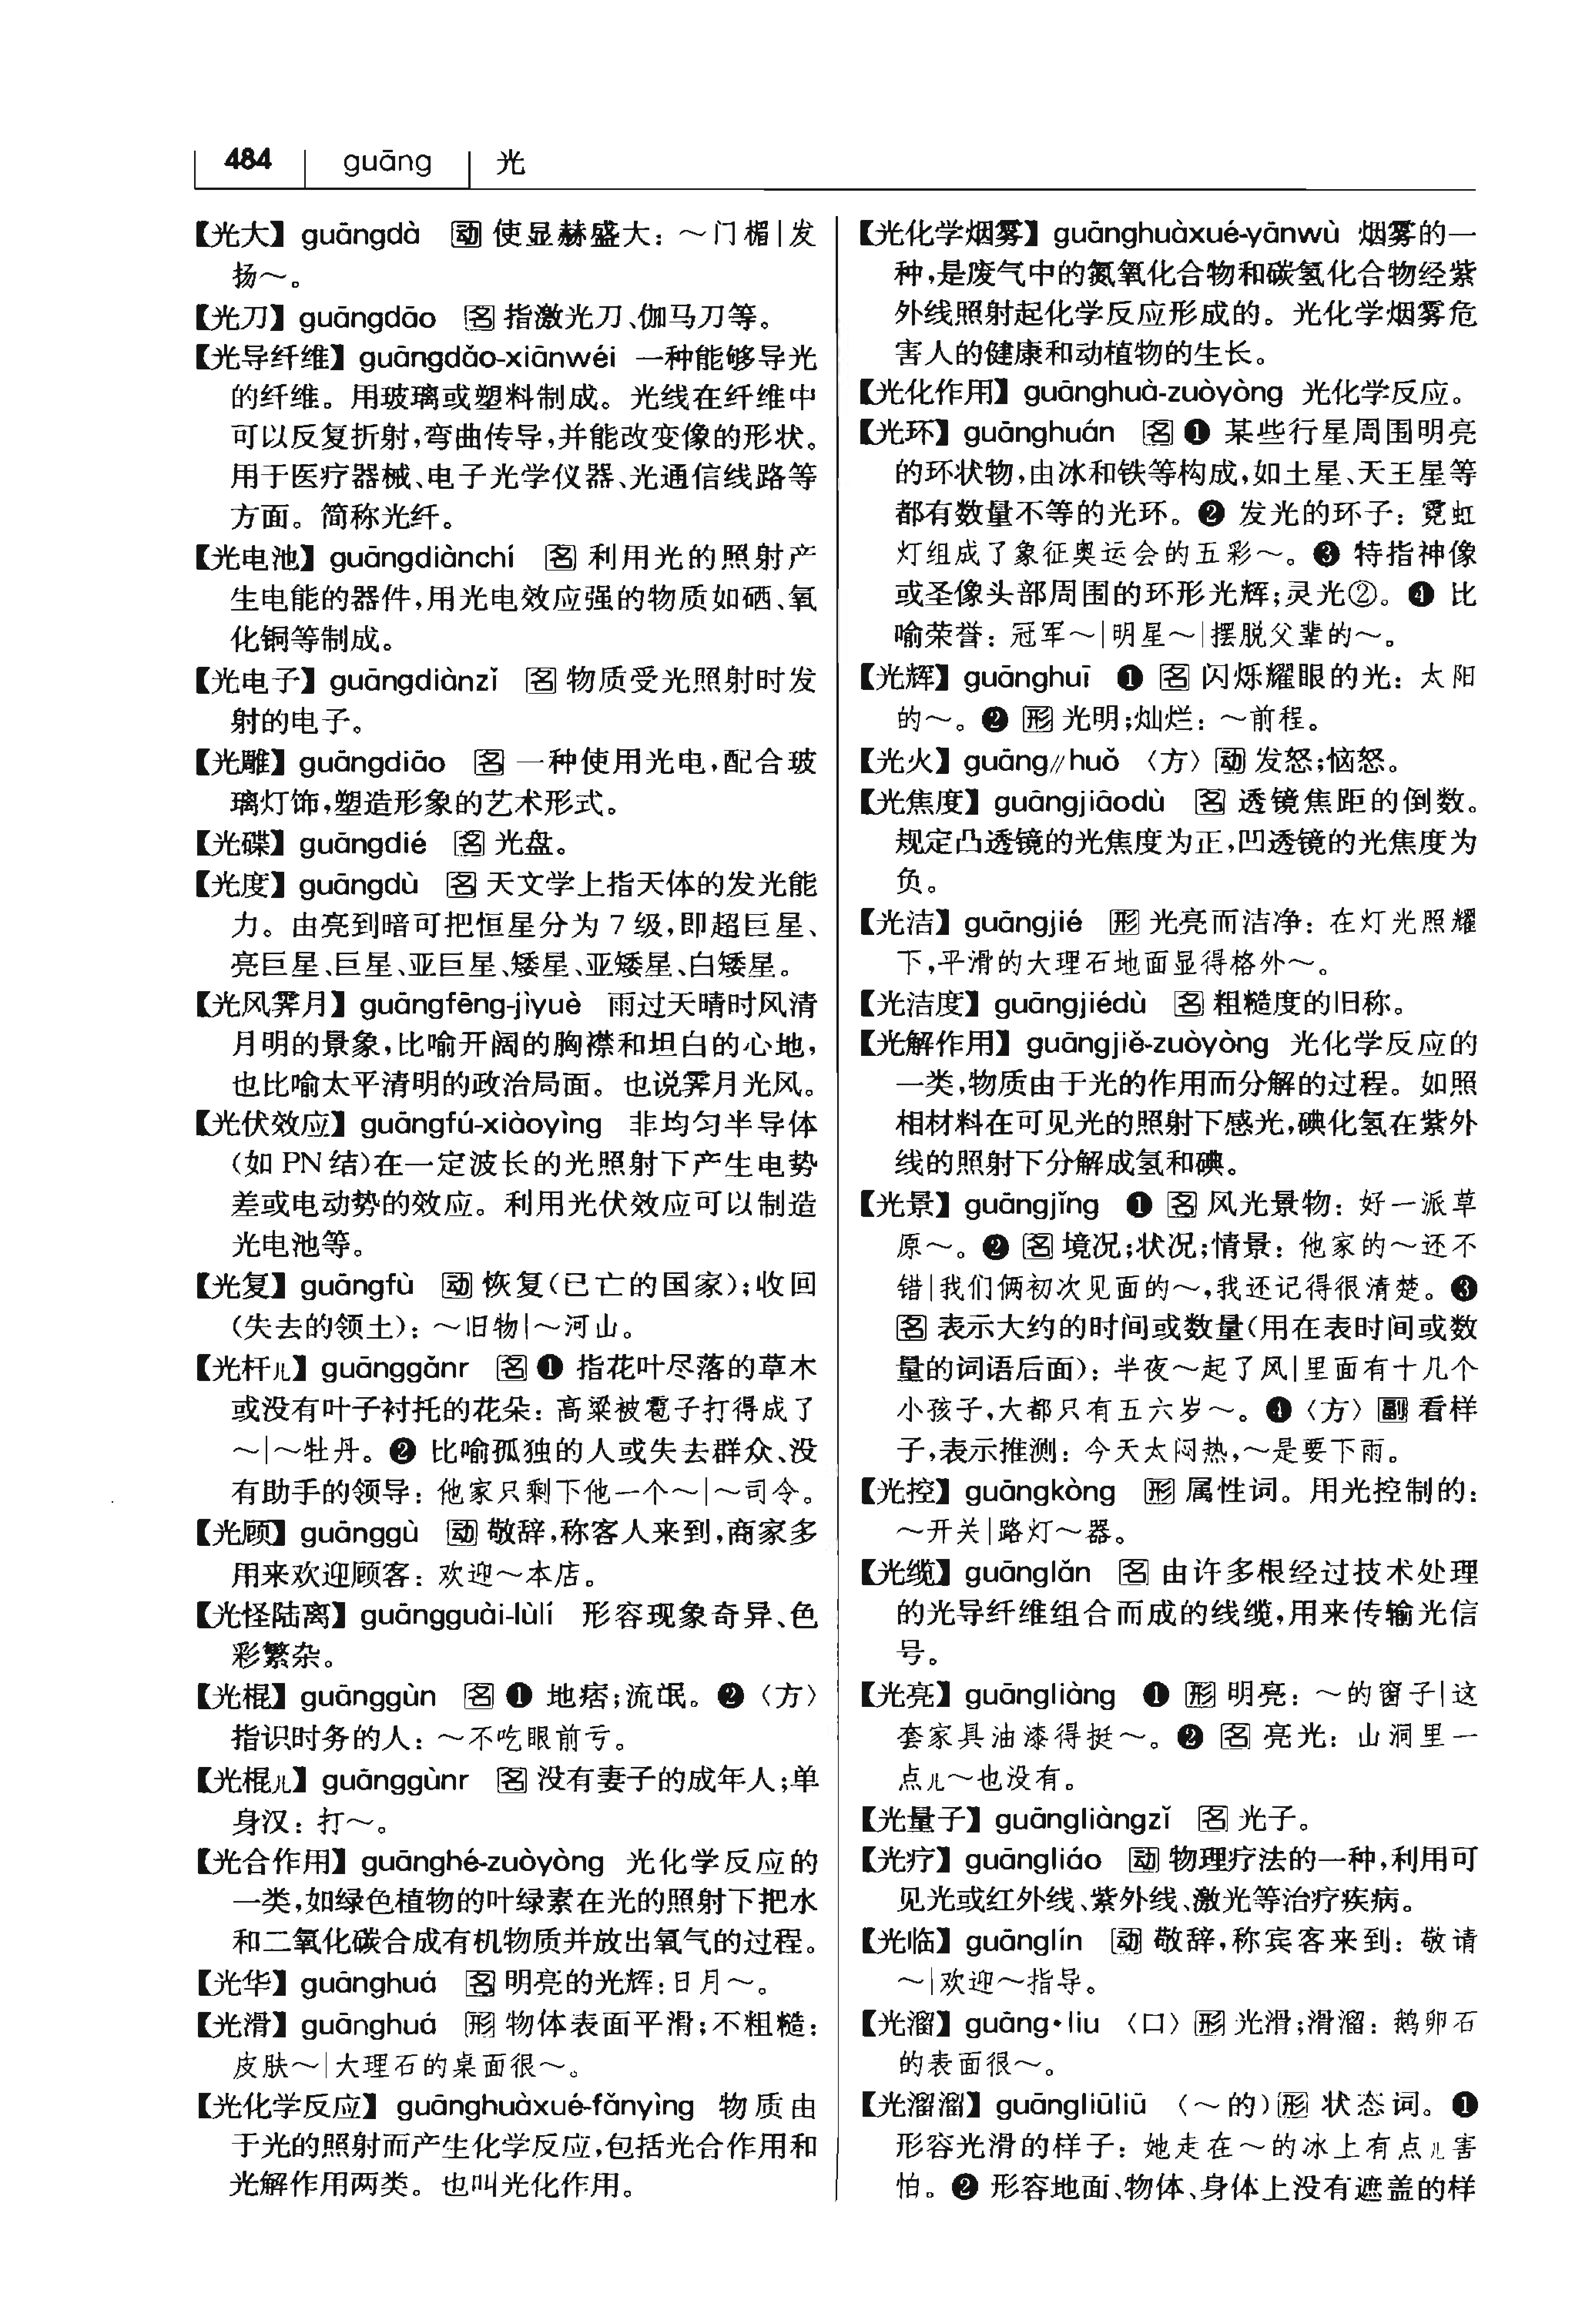 484 guāng 光
【光大】 guāngdà 动 使显赫盛大：～门楣|发
扬～。
【光刀】 guāngdāo 名 指激光刀、伽马刀等。
【光导纤维】 guāngdǎo-xiānwéi 一种能够导光
的纤维。用玻璃或塑料制成。光线在纤维中
可以反复折射，弯曲传导，并能改变像的形状。
用于医疗器械、电子光学仪器、光通信线路等
方面。简称光纤。
【光电池】 guāngdiànchí 名 利用光的照射产
生电能的器件，用光电效应强的物质如硒、氧
化铜等制成。
【光电子】 guāngdiànzǐ 名 物质受光照射时发
射的电子。
【光雕】 guāngdiāo 名 一种使用光电，配合玻
璃灯饰，塑造形象的艺术形式。
【光碟】 guāngdié 名 光盘。
【光度】 guāngdù 名 天文学上指天体的发光能
力。由亮到暗可把恒星分为 7 级，即超巨星、
亮巨星、巨星、亚巨星、矮星、亚矮星、白矮星。
【光风霁月】 guāngfēng-jìyuè 雨过天晴时风清
月明的景象，比喻开阔的胸襟和坦白的心地，
也比喻太平清明的政治局面。也说霁月光风。
【光伏效应】 guāngfú-xiàoyìng 非均匀半导体
（如 PN 结）在一定波长的光照射下产生电势
差或电动势的效应。利用光伏效应可以制造
光电池等。
【光复】 guāngfù 动 恢复（已亡的国家）；收回
（失去的领土）：～旧物|～河山。
【光杆儿】 guānggǎnr 名 ❶ 指花叶尽落的草木
或没有叶子衬托的花朵：高粱被雹子打得成了
～|～牡丹。❷ 比喻孤独的人或失去群众、没
有助手的领导：他家只剩下他一个～|～司令。
【光顾】 guānggù 动 敬辞，称客人来到，商家多
用来欢迎顾客：欢迎～本店。
【光怪陆离】 guāngguài-lùlí 形容现象奇异、色
彩繁杂。
【光棍】 guānggùn 名 ❶ 地痞；流氓。❷〈方〉
指识时务的人：～不吃眼前亏。
【光棍儿】 guānggùnr 名 没有妻子的成年人；单
身汉：打～。
【光合作用】 guānghé-zuòyòng 光化学反应的
一类，如绿色植物的叶绿素在光的照射下把水
和二氧化碳合成有机物质并放出氧气的过程。
【光华】 guānghuá 名 明亮的光辉：日月～。
【光滑】 guānghuá 形 物体表面平滑；不粗糙：
皮肤～|大理石的桌面很～。
【光化学反应】 guānghuàxué-fǎnyìng 物质由
于光的照射而产生化学反应，包括光合作用和
光解作用两类。也叫光化作用。
【光化学烟雾】 guānghuàxué-yānwù 烟雾的一
种，是废气中的氮氧化合物和碳氢化合物经紫
外线照射起化学反应形成的。光化学烟雾危
害人的健康和动植物的生长。
【光化作用】 guānghuà-zuòyòng 光化学反应。
【光环】 guānghuán 名 ❶ 某些行星周围明亮
的环状物，由冰和铁等构成，如土星、天王星等
都有数量不等的光环。❷ 发光的环子：霓虹
灯组成了象征奥运会的五彩～。❸ 特指神像
或圣像头部周围的环形光辉；灵光②。❹ 比
喻荣誉：冠军～|明星～|摆脱父辈的～。
【光辉】 guānghuī ❶ 名 闪烁耀眼的光：太阳
的～。❷ 形 光明；灿烂：～前程。
【光火】 guāng∥huǒ 〈方〉动 发怒；恼怒。
【光焦度】 guāngjiāodù 名 透镜焦距的倒数。
规定凸透镜的光焦度为正，凹透镜的光焦度为
负。
【光洁】 guāngjié 形 光亮而洁净：在灯光照耀
下，平滑的大理石地面显得格外～。
【光洁度】 guāngjiédù 名 粗糙度的旧称。
【光解作用】 guāngjiě-zuòyòng 光化学反应的
一类，物质由于光的作用而分解的过程。如照
相材料在可见光的照射下感光，碘化氢在紫外
线的照射下分解成氢和碘。
【光景】 guāngjǐng ❶ 名 风光景物：好一派草
原～。❷ 名 境况；状况；情景：他家的～还不
错|我们俩初次见面的～，我还记得很清楚。❸
名 表示大约的时间或数量（用在表时间或数
量的词语后面）：半夜～起了风|里面有十几个
小孩子，大都只有五六岁～。❹〈方〉副 看样
子，表示推测：今天太闷热，～是要下雨。
【光控】 guāngkòng 形 属性词。用光控制的：
～开关|路灯～器。
【光缆】 guānglǎn 名 由许多根经过技术处理
的光导纤维组合而成的线缆，用来传输光信
号。
【光亮】 guāngliàng ❶ 形 明亮：～的窗子|这
套家具油漆得挺～。❷ 名 亮光：山洞里一
点儿～也没有。
【光量子】 guāngliàngzǐ 名 光子。
【光疗】 guāngliáo 动 物理疗法的一种，利用可
见光或红外线、紫外线、激光等治疗疾病。
【光临】 guānglín 动 敬辞，称宾客来到：敬请
～|欢迎～指导。
【光溜】 guāng•liu 〈口〉形 光滑；滑溜：鹅卵石
的表面很～。
【光溜溜】 guāngliūliū （～的）形 状态词。❶
形容光滑的样子：她走在～的冰上有点儿害
怕。❷ 形容地面、物体、身体上没有遮盖的样